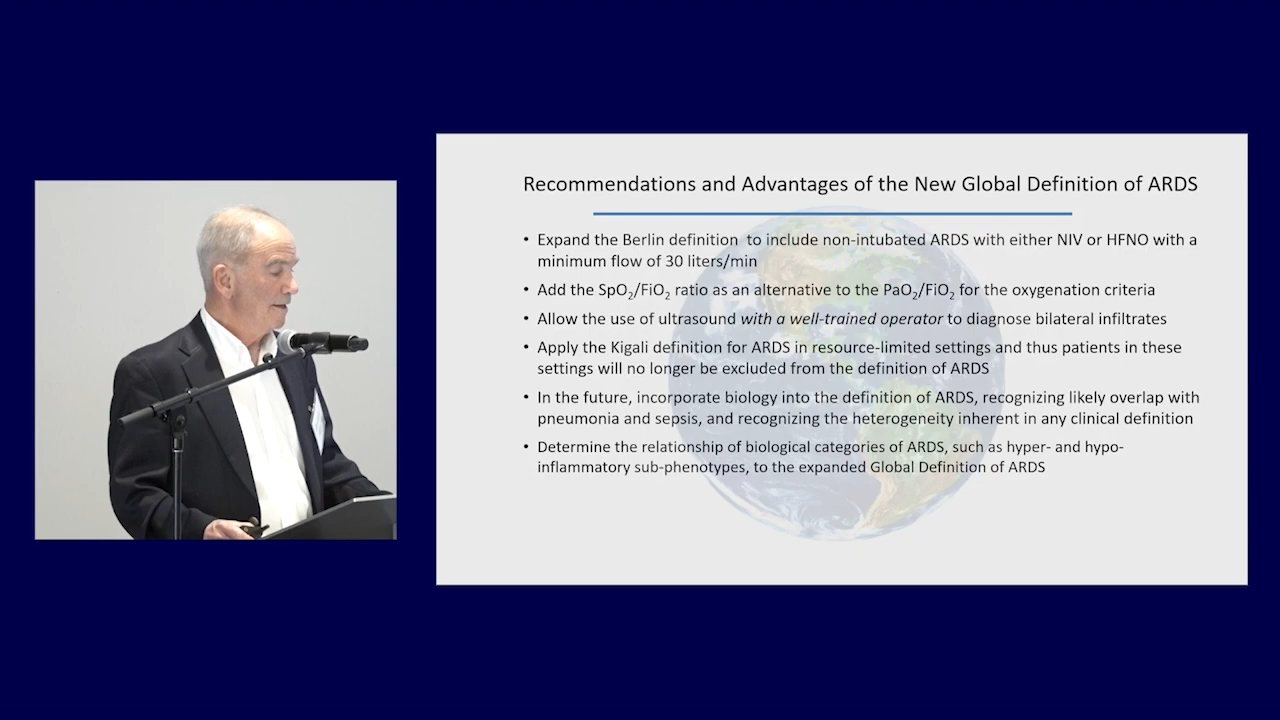 Recommendations and Advantages of the New Global Definition of ARDS
• Expand the Berlin definition to include non-intubated ARDS with either NIV or HFNO with a
minimum flow of 30 liters/min
• Add the SpO2/FiO2 ratio as an alternative to the PaO2/FiO2 for the oxygenation criteria
• Allow the use of ultrasound with a well-trained operator to diagnose bilateral infiltrates
• Apply the Kigali definition for ARDS in resource-limited settings and thus patients in these
settings will no longer be excluded from the definition of ARDS
• In the future, incorporate biology into the definition of ARDS, recognizing likely overlap with
pneumonia and sepsis, and recognizing the heterogeneity inherent in any clinical definition
• Determine the relationship of biological categories of ARDS, such as hyper- and hypo-
inflammatory sub-phenotypes, to the expanded Global Definition of ARDS